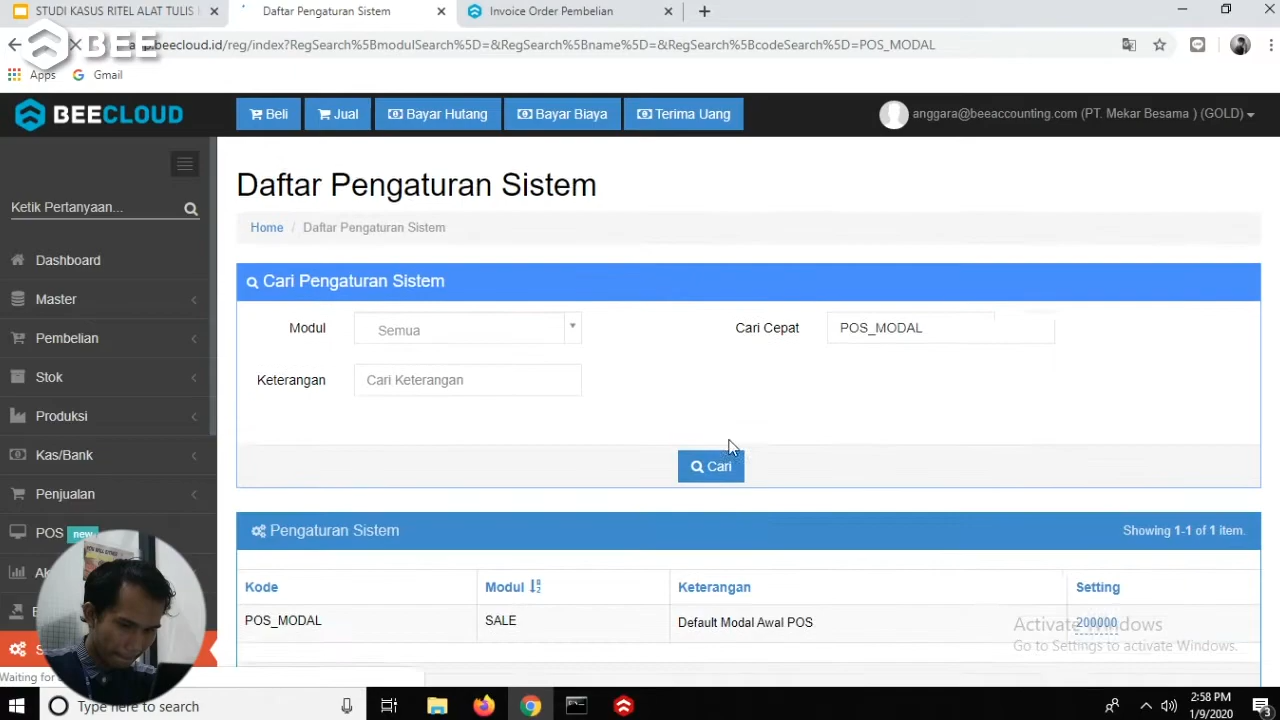 STUDI KASUS RITEL ALAT TULIS
Daftar Pengaturan Sistem
Invoice Order Pembelian
BEE
p.beecloud.id/reg/index?RegSearch%5BmodulSearch%5D=&RegSearch%5Bname%5D=&RegSearch%5BcodeSearch%5D=POS_MODAL
Apps
Gmail
BEECLOUD
Beli
Jual
Bayar Hutang
Bayar Biaya
Terima Uang
anggara@beeaccounting.com (PT. Mekar Besama ) (GOLD)
Ketik Pertanyaan...
Dashboard
Master
Pembelian
Stok
Produksi
Kas/Bank
Penjualan
POS new
Daftar Pengaturan Sistem
Home / Daftar Pengaturan Sistem
Cari Pengaturan Sistem
Modul
Semua
Cari Cepat
POS_MODAL
Keterangan
Cari Keterangan
Cari
Pengaturan Sistem
Showing 1-1 of 1 item.
Kode
Modul
Keterangan
Setting
POS_MODAL
SALE
Default Modal Awal POS
200000
Activate Windows
Go to Settings to activate Windows.
Waiting for
Type here to search
2:58 PM
1/9/2020
3